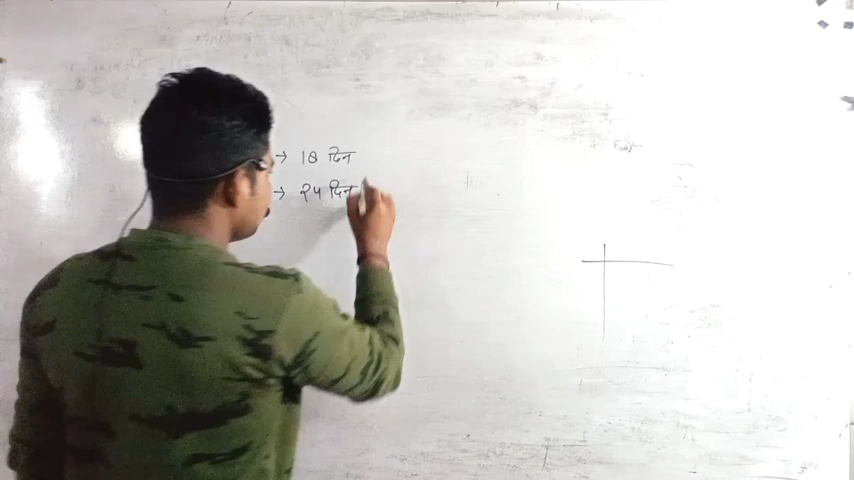 → 18 दिन
→ २५ दिन